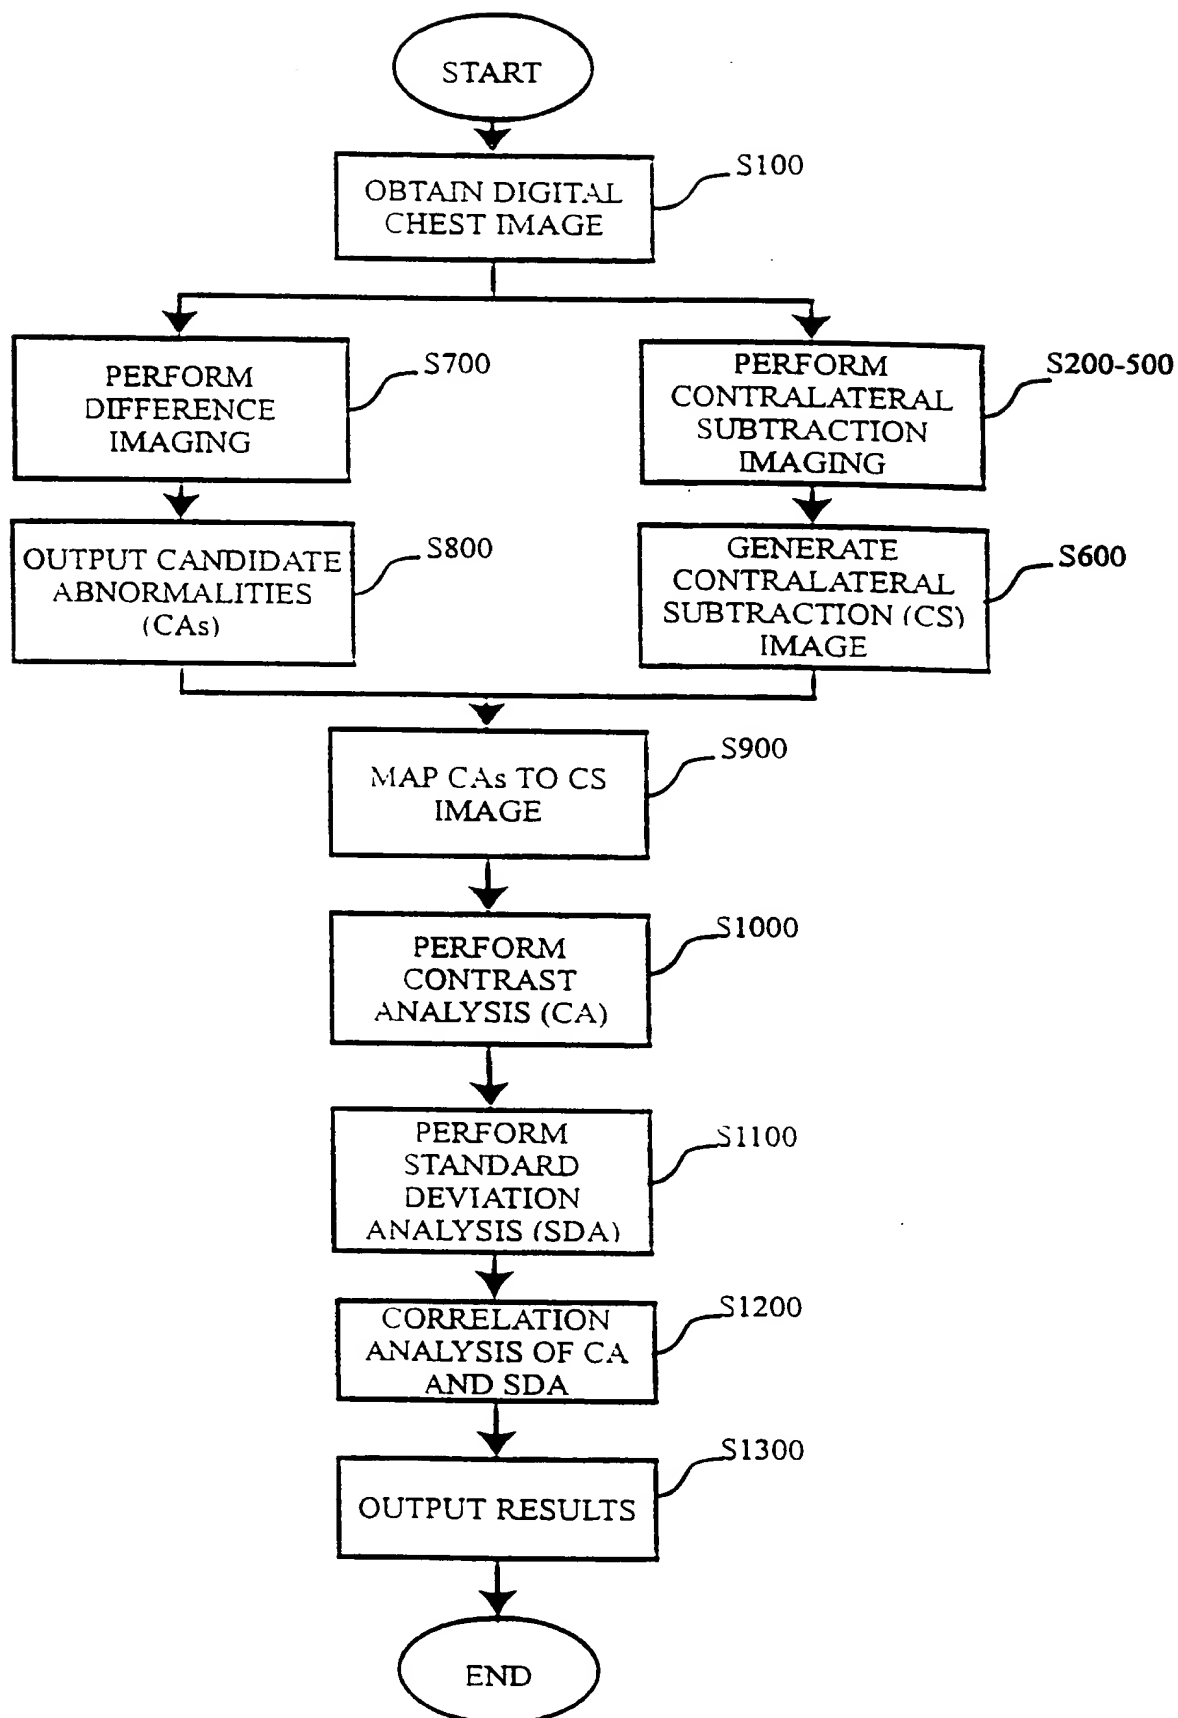 START
S100
OBTAIN DIGITAL
CHEST IMAGE
S700
PERFORM
DIFFERENCE
IMAGING
S200-500
PERFORM
CONTRALATERAL
SUBTRACTION
IMAGING
S800
OUTPUT CANDIDATE
ABNORMALITIES
(CAs)
S600
GENERATE
CONTRALATERAL
SUBTRACTION (CS)
IMAGE
S900
MAP CAs TO CS
IMAGE
S1000
PERFORM
CONTRAST
ANALYSIS (CA)
S1100
PERFORM
STANDARD
DEVIATION
ANALYSIS (SDA)
S1200
CORRELATION
ANALYSIS OF CA
AND SDA
S1300
OUTPUT RESULTS
END